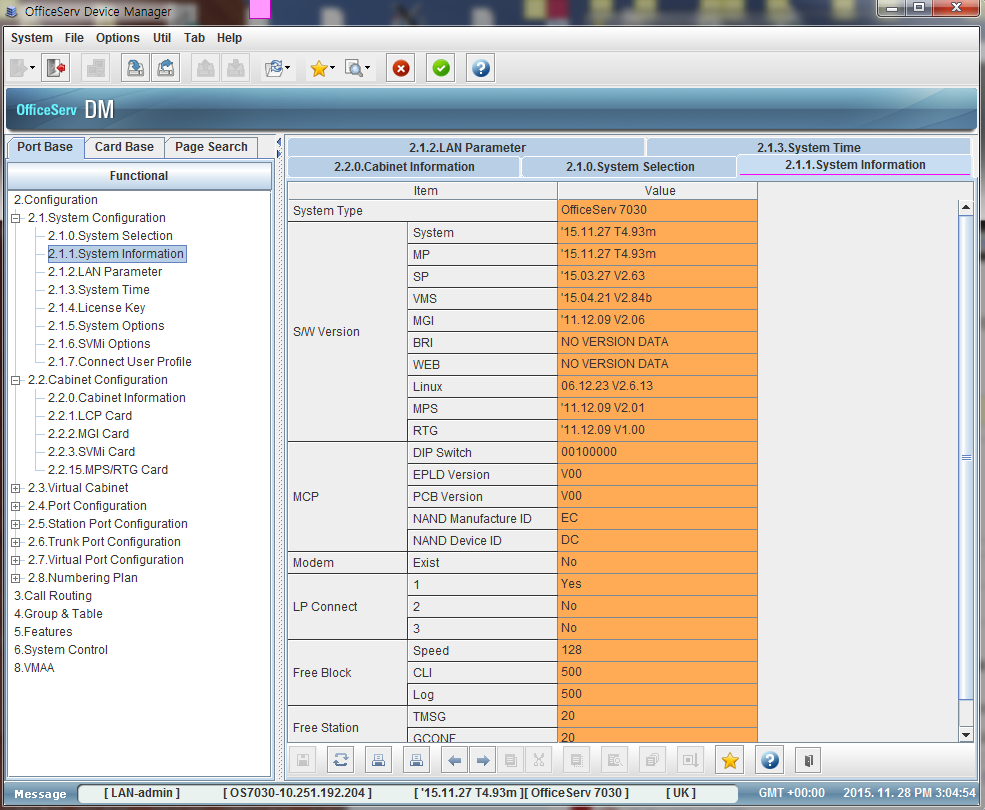 OfficeServ Device Manager
System File Options Util Tab Help
OfficeServ DM
Port Base Card Base Page Search
Functional
2.Configuration
2.1.System Configuration
2.1.0.System Selection
2.1.1.System Information
2.1.2.LAN Parameter
2.1.3.System Time
2.1.4.License Key
2.1.5.System Options
2.1.6.SVMi Options
2.1.7.Connect User Profile
2.2.Cabinet Configuration
2.2.0.Cabinet Information
2.2.1.LCP Card
2.2.2.MGI Card
2.2.3.SVMi Card
2.2.15.MPS/RTG Card
2.3.Virtual Cabinet
2.4.Port Configuration
2.5.Station Port Configuration
2.6.Trunk Port Configuration
2.7.Virtual Port Configuration
2.8.Numbering Plan
3.Call Routing
4.Group & Table
5.Features
6.System Control
8.VMAA
2.1.2.LAN Parameter 2.1.3.System Time
2.2.0.Cabinet Information 2.1.0.System Selection 2.1.1.System Information
Item Value
System Type OfficeServ 7030
S/W Version
System '15.11.27 T4.93m
MP '15.11.27 T4.93m
SP '15.03.27 V2.63
VMS '15.04.21 V2.84b
MGI '11.12.09 V2.06
BRI NO VERSION DATA
WEB NO VERSION DATA
Linux 06.12.23 V2.6.13
MPS '11.12.09 V2.01
RTG '11.12.09 V1.00
MCP
DIP Switch 00100000
EPLD Version V00
PCB Version V00
NAND Manufacture ID EC
NAND Device ID DC
Modem Exist No
LP Connect
1 Yes
2 No
3 No
Free Block
Speed 128
CLI 500
Log 500
Free Station
TMSG 20
GCONF 20
Message [ LAN-admin ] [ OS7030-10.251.192.204 ] [ '15.11.27 T4.93m ][ OfficeServ 7030 ] [ UK ] GMT +00:00 2015. 11. 28 PM 3:04:54